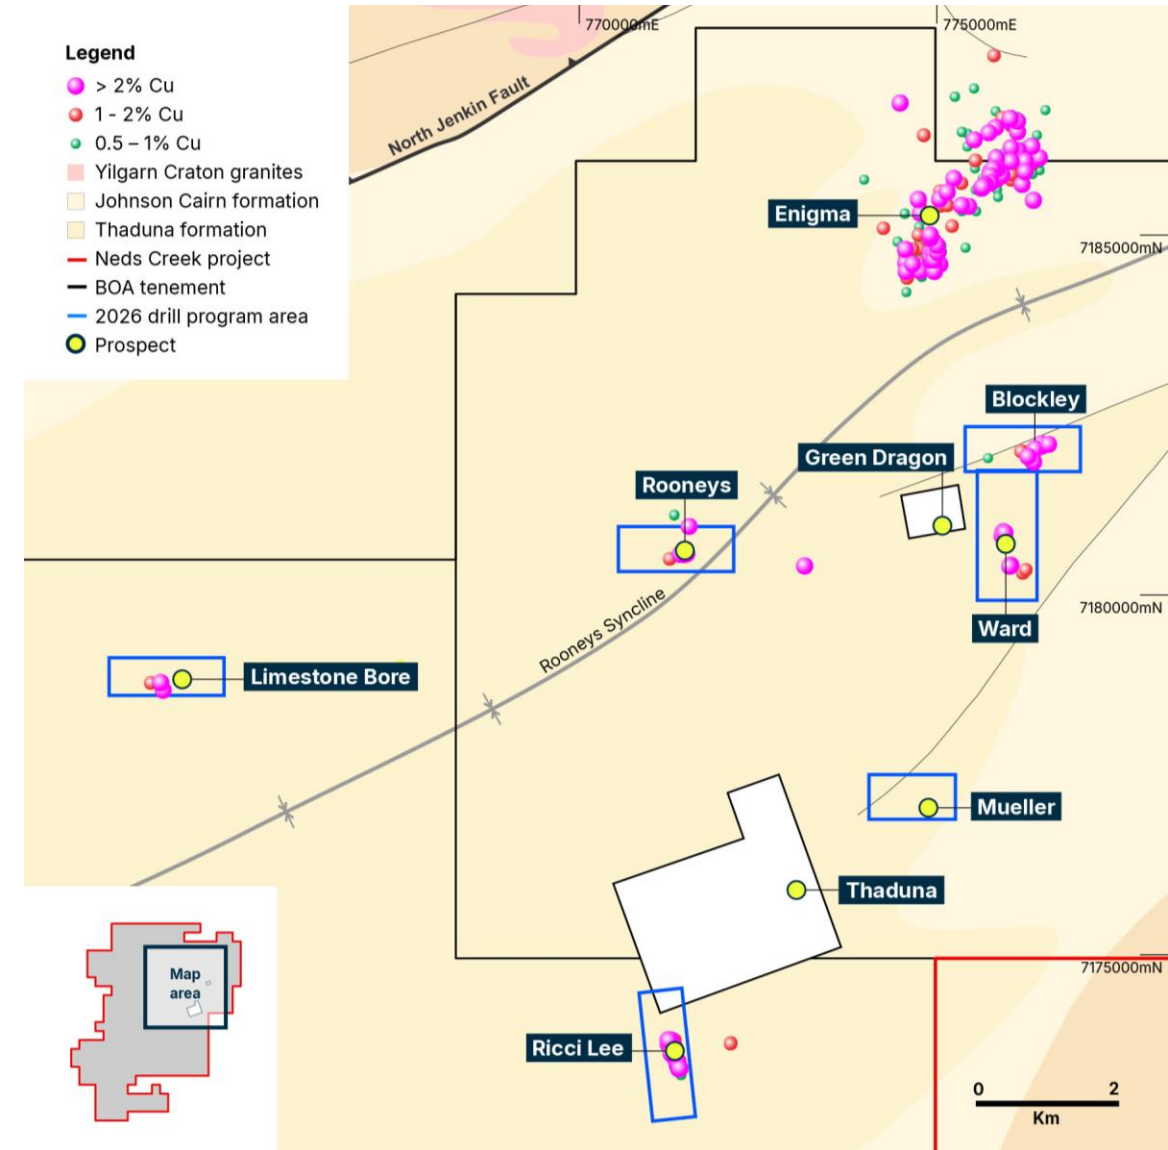 770000mE
775000mE
Legend
> 2% Cu
1 - 2% Cu
0.5 – 1% Cu
Yilgarn Craton granites
Johnson Cairn formation
Thaduna formation
Neds Creek project
BOA tenement
2026 drill program area
Prospect
North Jenkin Fault
Enigma
7185000mN
Blockley
Green Dragon
Rooneys
7180000mN
Ward
Rooneys Syncline
Limestone Bore
Mueller
Thaduna
7175000mN
Map
area
Ricci Lee
0 2
Km